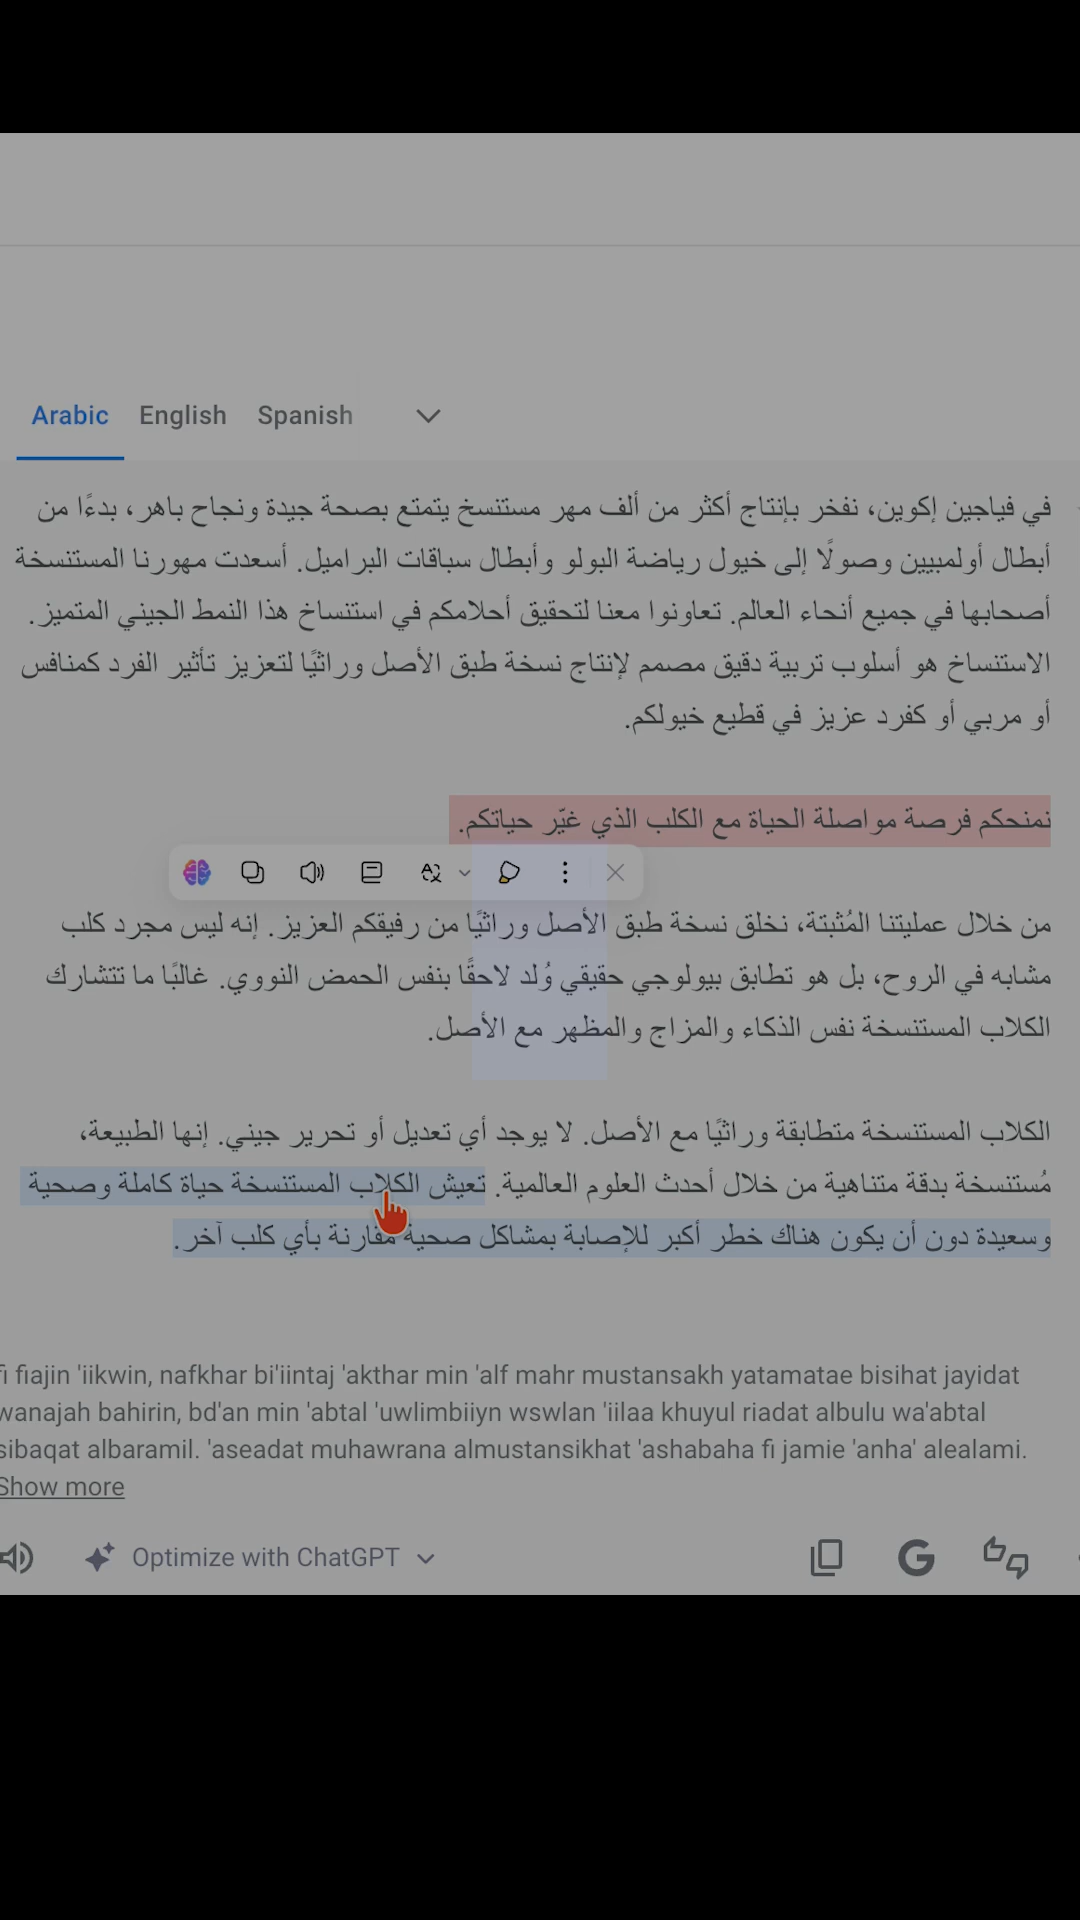 Arabic English Spanish
في فياجين إكوين، نفخر بإنتاج أكثر من ألف مهر مستنسخ يتمتع بصحة جيدة ونجاح باهر، بدءًا من
أبطال أولمبيين وصولًا إلى خيول رياضة البولو وأبطال سباقات البراميل. أسعدت مهورنا المستنسخة
أصحابها في جميع أنحاء العالم. تعاونوا معنا لتحقيق أحلامكم في استنساخ هذا النمط الجيني المتميز.
الاستنساخ هو أسلوب تربية دقيق مصمم لإنتاج نسخة طبق الأصل وراثيًا لتعزيز تأثير الفرد كمنافس
أو مربي أو كفرد عزيز في قطيع خيولكم.
نمنحكم فرصة مواصلة الحياة مع الكلب الذي غيّر حياتكم.
من خلال عمليتنا المُثبتة، نخلق نسخة طبق الأصل وراثيًا من رفيقكم العزيز. إنه ليس مجرد كلب
مشابه في الروح، بل هو تطابق بيولوجي حقيقي وُلد لاحقًا بنفس الحمض النووي. غالبًا ما تتشارك
الكلاب المستنسخة نفس الذكاء والمزاج والمظهر مع الأصل.
الكلاب المستنسخة متطابقة وراثيًا مع الأصل. لا يوجد أي تعديل أو تحرير جيني. إنها الطبيعة،
مُستنسخة بدقة متناهية من خلال أحدث العلوم العالمية. تعيش الكلاب المستنسخة حياة كاملة وصحية
وسعيدة دون أن يكون هناك خطر أكبر للإصابة بمشاكل صحية مقارنة بأي كلب آخر.
fi fiajin 'iikwin, nafkhar bi'iintaj 'akthar min 'alf mahr mustansakh yatamatae bisihat jayidat
wanajah bahirin, bd'an min 'abtal 'uwlimbiiyn wswlan 'iilaa khuyul riadat albulu wa'abtal
sibaqat albaramil. 'aseadat muhawrana almustansikhat 'ashabaha fi jamie 'anha' alealami.
Show more
Optimize with ChatGPT